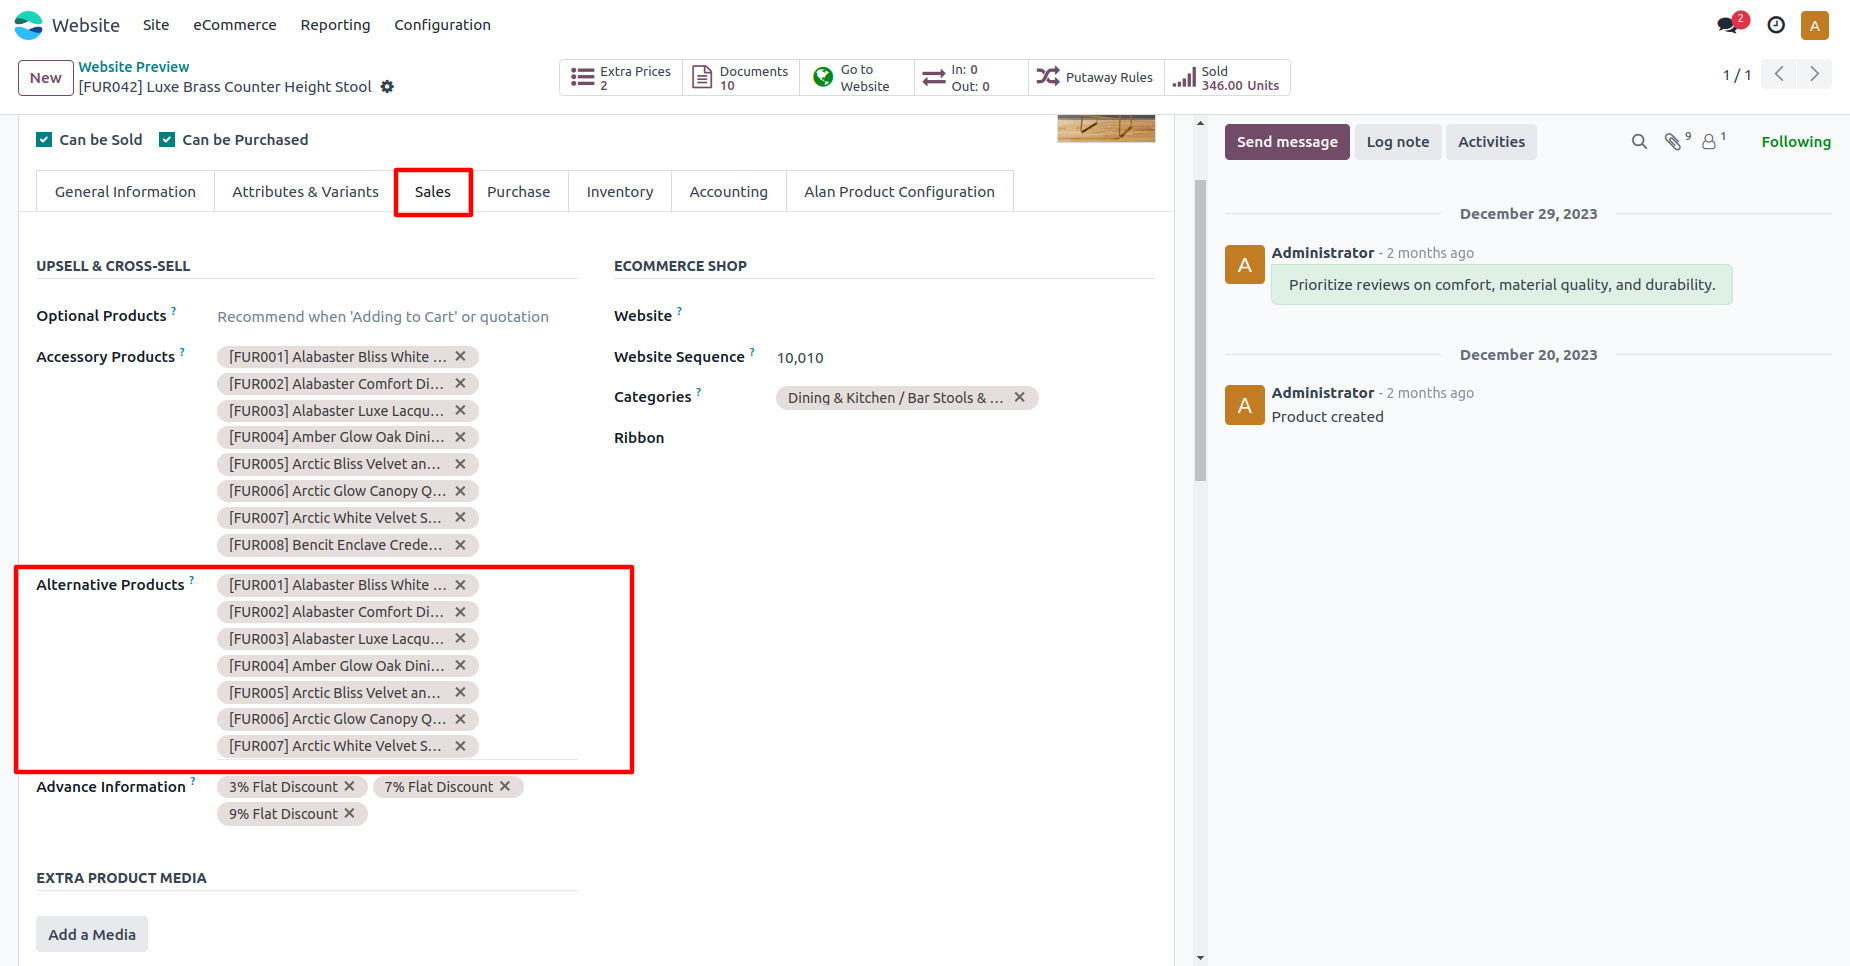 Website Site eCommerce Reporting Configuration 2 A
New Website Preview
[FUR042] Luxe Brass Counter Height Stool
Extra Prices 2
Documents 10
Go to Website
In: 0
Out: 0
Putaway Rules
Sold
346.00 Units
1 / 1
Can be Sold Can be Purchased
General Information Attributes & Variants Sales Purchase Inventory Accounting Alan Product Configuration
UPSELL & CROSS-SELL
Optional Products ? Recommend when 'Adding to Cart' or quotation
Accessory Products ? [FUR001] Alabaster Bliss White ... ✕
[FUR002] Alabaster Comfort Di... ✕
[FUR003] Alabaster Luxe Lacqu... ✕
[FUR004] Amber Glow Oak Dini... ✕
[FUR005] Arctic Bliss Velvet an... ✕
[FUR006] Arctic Glow Canopy Q... ✕
[FUR007] Arctic White Velvet S... ✕
[FUR008] Bencit Enclave Crede... ✕
Alternative Products ? [FUR001] Alabaster Bliss White ... ✕
[FUR002] Alabaster Comfort Di... ✕
[FUR003] Alabaster Luxe Lacqu... ✕
[FUR004] Amber Glow Oak Dini... ✕
[FUR005] Arctic Bliss Velvet an... ✕
[FUR006] Arctic Glow Canopy Q... ✕
[FUR007] Arctic White Velvet S... ✕
Advance Information ? 3% Flat Discount ✕ 7% Flat Discount ✕
9% Flat Discount ✕
EXTRA PRODUCT MEDIA
Add a Media
ECOMMERCE SHOP
Website ?
Website Sequence ? 10,010
Categories ? Dining & Kitchen / Bar Stools & ... ✕
Ribbon
Send message Log note Activities 9 1 Following
December 29, 2023
A Administrator - 2 months ago
Prioritize reviews on comfort, material quality, and durability.
December 20, 2023
A Administrator - 2 months ago
Product created